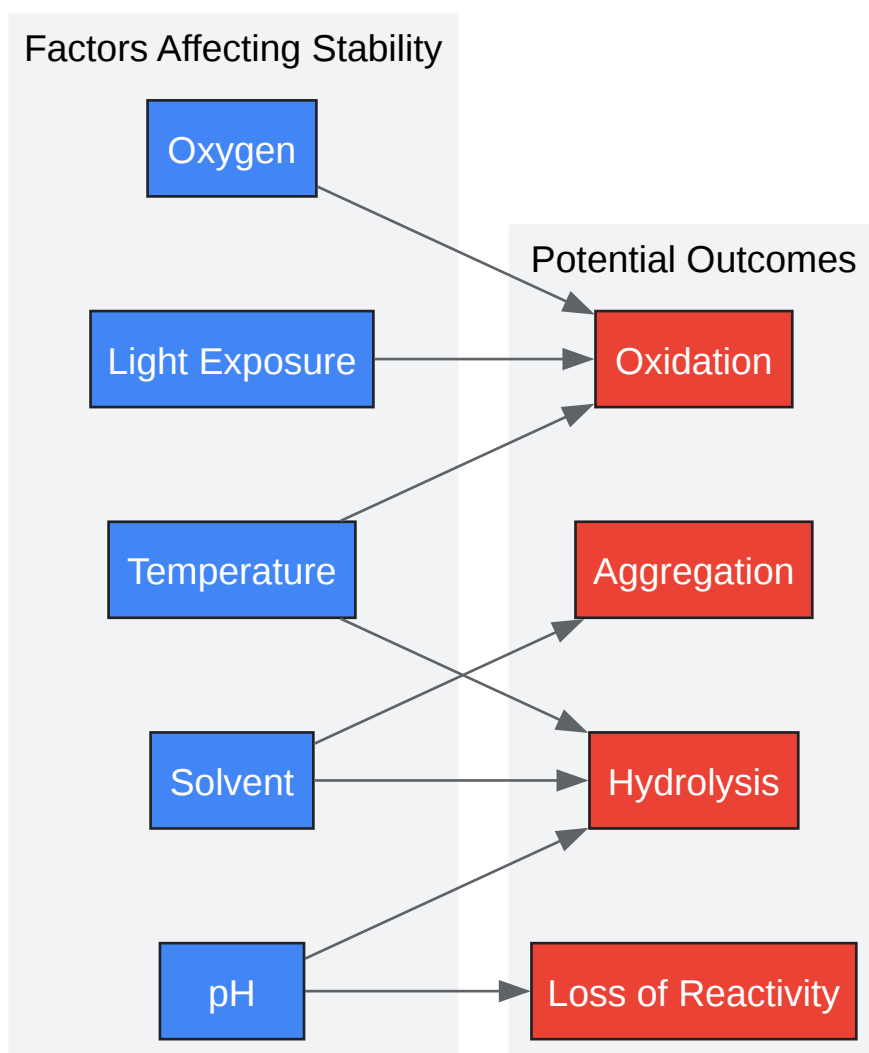 Factors Affecting Stability
Oxygen
Light Exposure
Temperature
Solvent
pH
Potential Outcomes
Oxidation
Aggregation
Hydrolysis
Loss of Reactivity